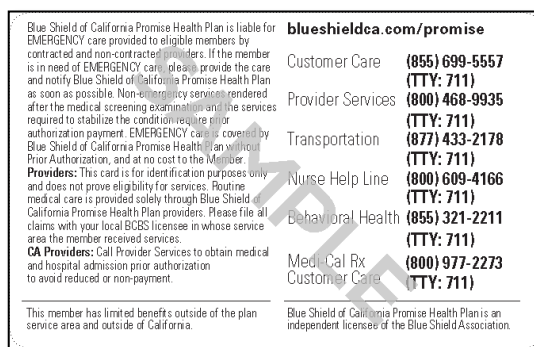 Blue Shield of California Promise Health Plan is liable for
EMERGENCY care provided to eligible members by
contracted and non-contracted providers. If the member
is in need of EMERGENCY care, please provide the care
and notify Blue Shield of California Promise Health Plan
as soon as possible. Non-emergency services rendered
after the medical screening examination and the services
required to stabilize the condition require prior
authorization payment. EMERGENCY care is covered by
Blue Shield of California Promise Health Plan without
Prior Authorization, and at no cost to the Member.
Providers: This card is for identification purposes only
and does not prove eligibility for services. Routine
medical care is provided solely through Blue Shield of
California Promise Health Plan providers. Please file all
claims with your local BCBS licensee in whose service
area the member received services.
CA Providers: Call Provider Services to obtain medical
and hospital admission prior authorization
to avoid reduced or non-payment.
This member has limited benefits outside of the plan
service area and outside of California.
blueshieldca.com/promise
Customer Care (855) 699-5557
(TTY: 711)
Provider Services (800) 468-9935
(TTY: 711)
Transportation (877) 433-2178
(TTY: 711)
Nurse Help Line (800) 609-4166
(TTY: 711)
Behavioral Health (855) 321-2211
(TTY: 711)
Medi-Cal Rx (800) 977-2273
Customer Care (TTY: 711)
Blue Shield of California Promise Health Plan is an
independent licensee of the Blue Shield Association.
SAMPLE